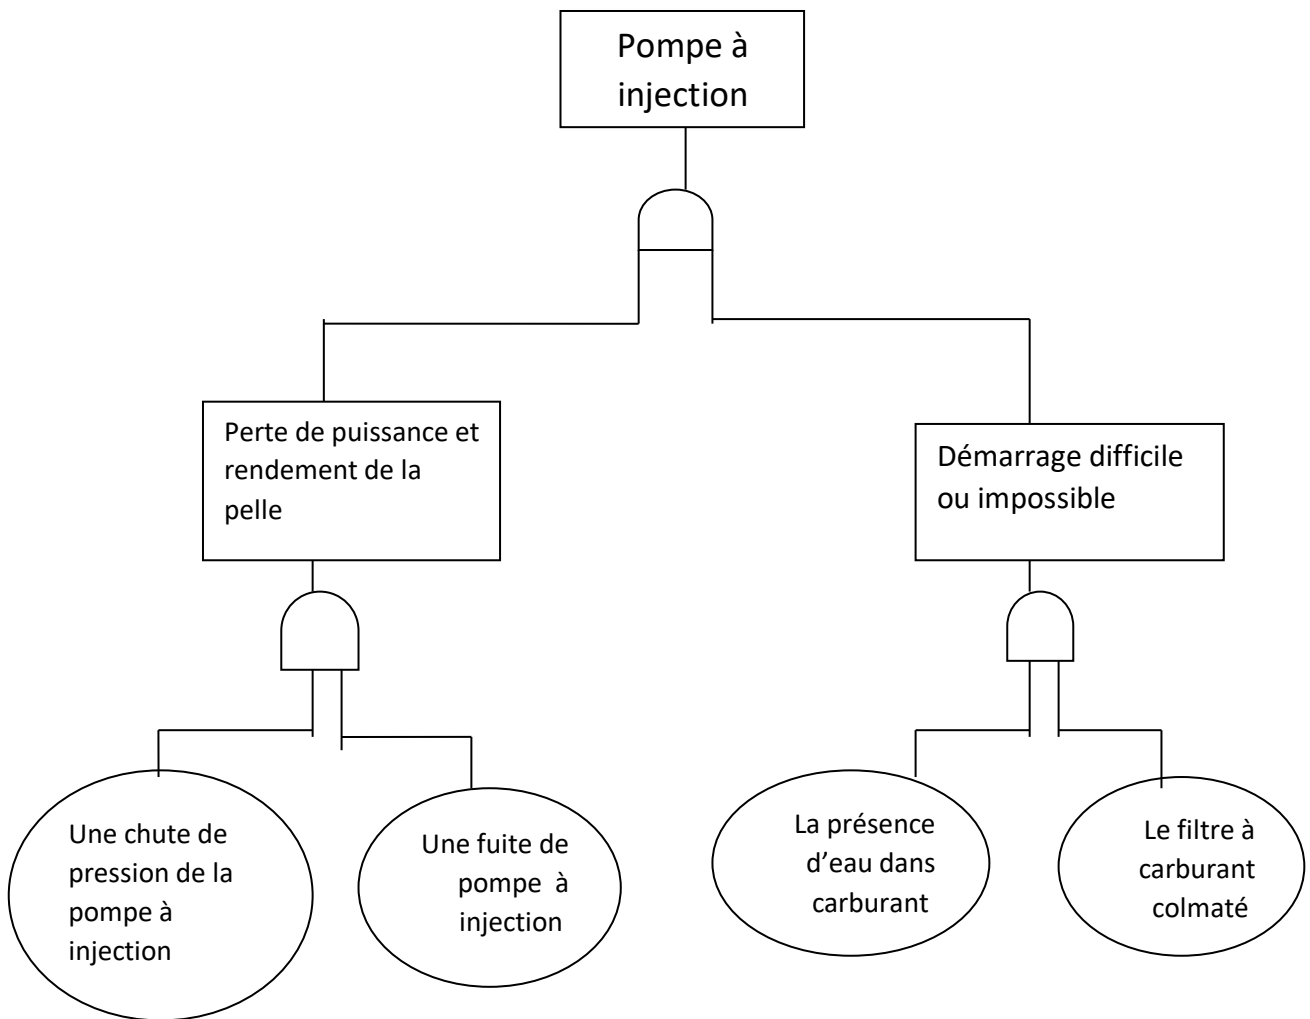 Pompe à
injection
Perte de puissance et
rendement de la
pelle
Démarrage difficile
ou impossible
Une chute de
pression de la
pompe à
injection
Une fuite de
pompe à
injection
La présence
d’eau dans
carburant
Le filtre à
carburant
colmaté